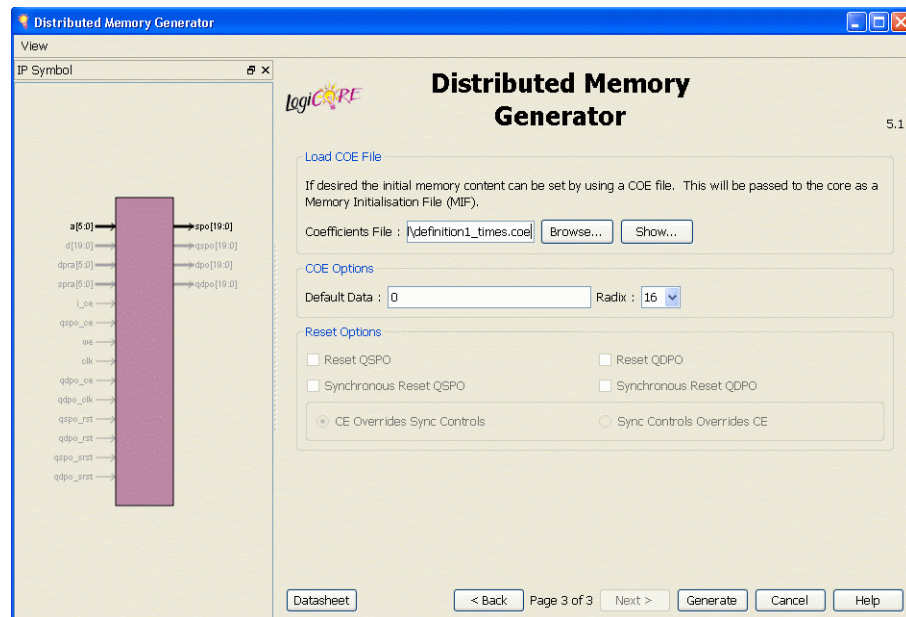 Distributed Memory Generator
View
IP Symbol
a[5:0]
d[19:0]
dpra[5:0]
spra[5:0]
i_ce
qspo_ce
we
clk
qdpo_ce
qdpo_clk
qspo_rst
qdpo_rst
qspo_srst
qdpo_srst
spo[19:0]
qspo[19:0]
dpo[19:0]
qdpo[19:0]
LogiCORE
Distributed Memory
Generator
5.1
Load COE File
If desired the initial memory content can be set by using a COE file. This will be passed to the core as a
Memory Initialisation File (MIF).
Coefficients File : l\definition1_times.coe Browse... Show...
COE Options
Default Data : 0 Radix : 16
Reset Options
Reset QSPO Reset QDPO
Synchronous Reset QSPO Synchronous Reset QDPO
CE Overrides Sync Controls Sync Controls Overrides CE
Datasheet < Back Page 3 of 3 Next > Generate Cancel Help